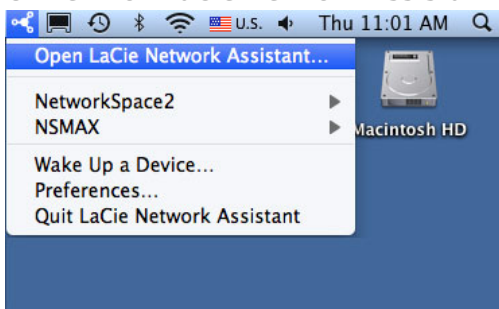 U.S. Thu 11:01 AM
Open LaCie Network Assistant...
NetworkSpace2
NSMAX
Macintosh HD
Wake Up a Device...
Preferences...
Quit LaCie Network Assistant